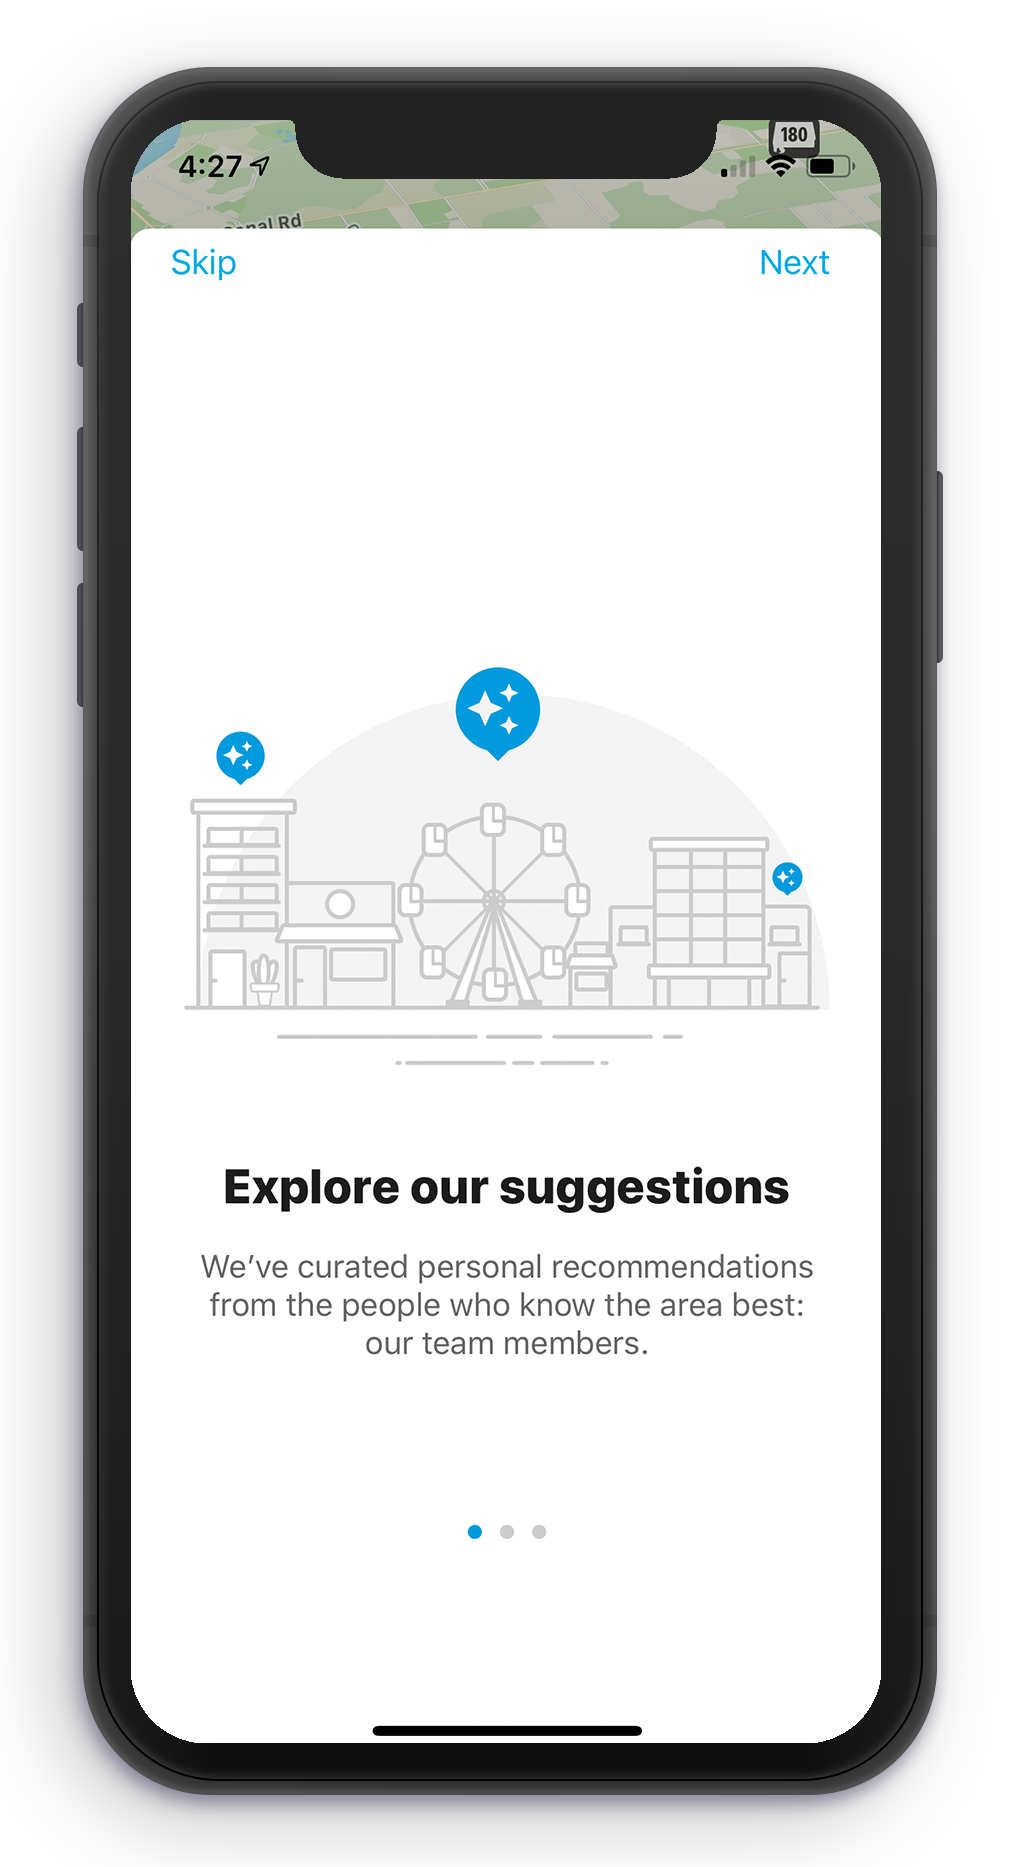 180
4:27
Canal Rd
Skip
Next
Explore our suggestions
We’ve curated personal recommendations
from the people who know the area best:
our team members.